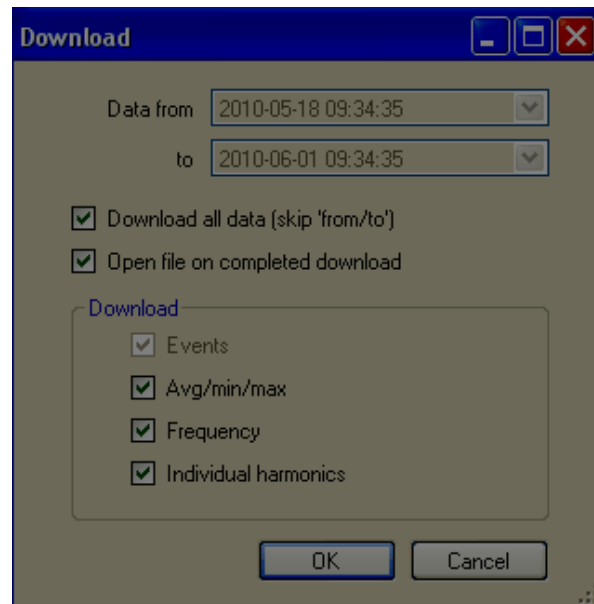 Download
Data from 2010-05-18 09:34:35
to 2010-06-01 09:34:35
Download all data (skip 'from/to')
Open file on completed download
Download
Events
Avg/min/max
Frequency
Individual harmonics
OK Cancel